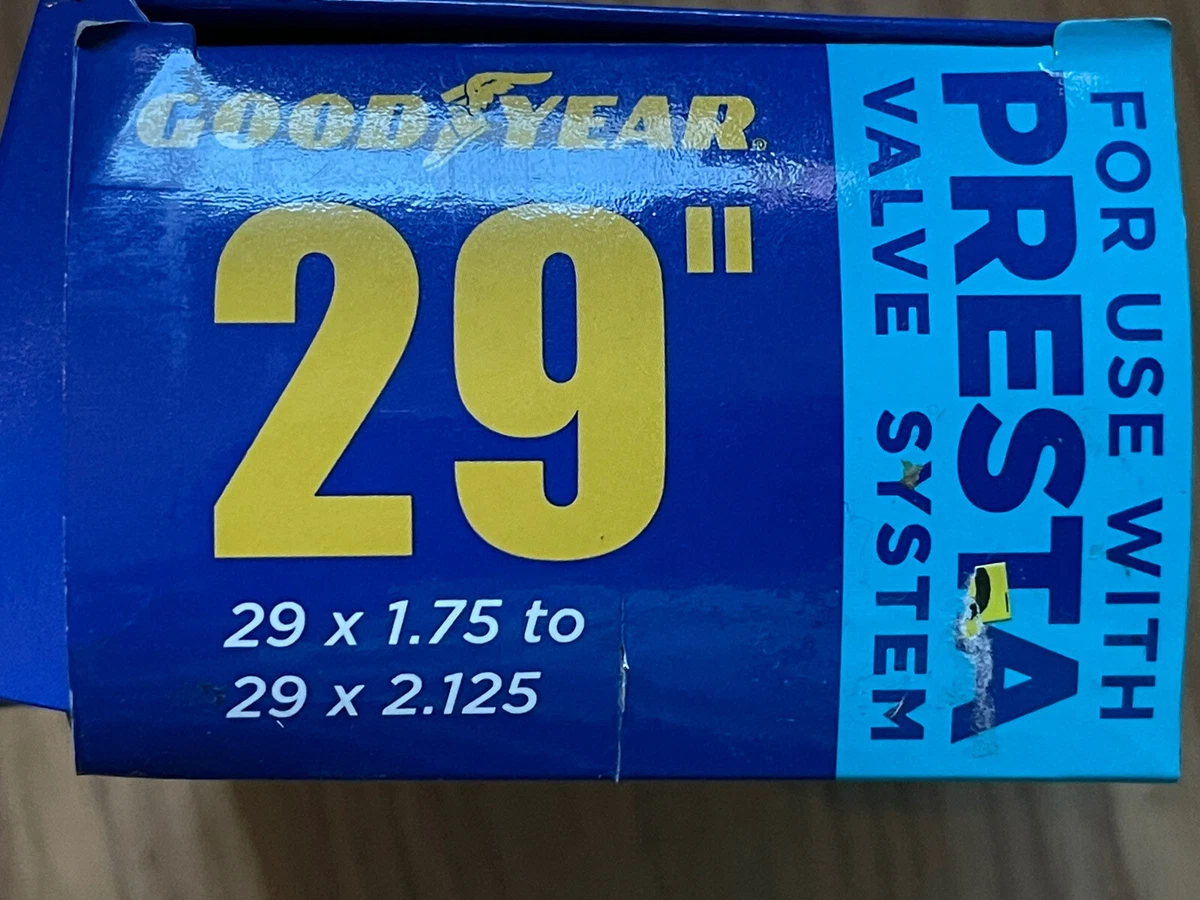 GOODYEAR
29"
29 x 1.75 to
29 x 2.125
FOR USE WITH
PRESTA
VALVE SYSTEM